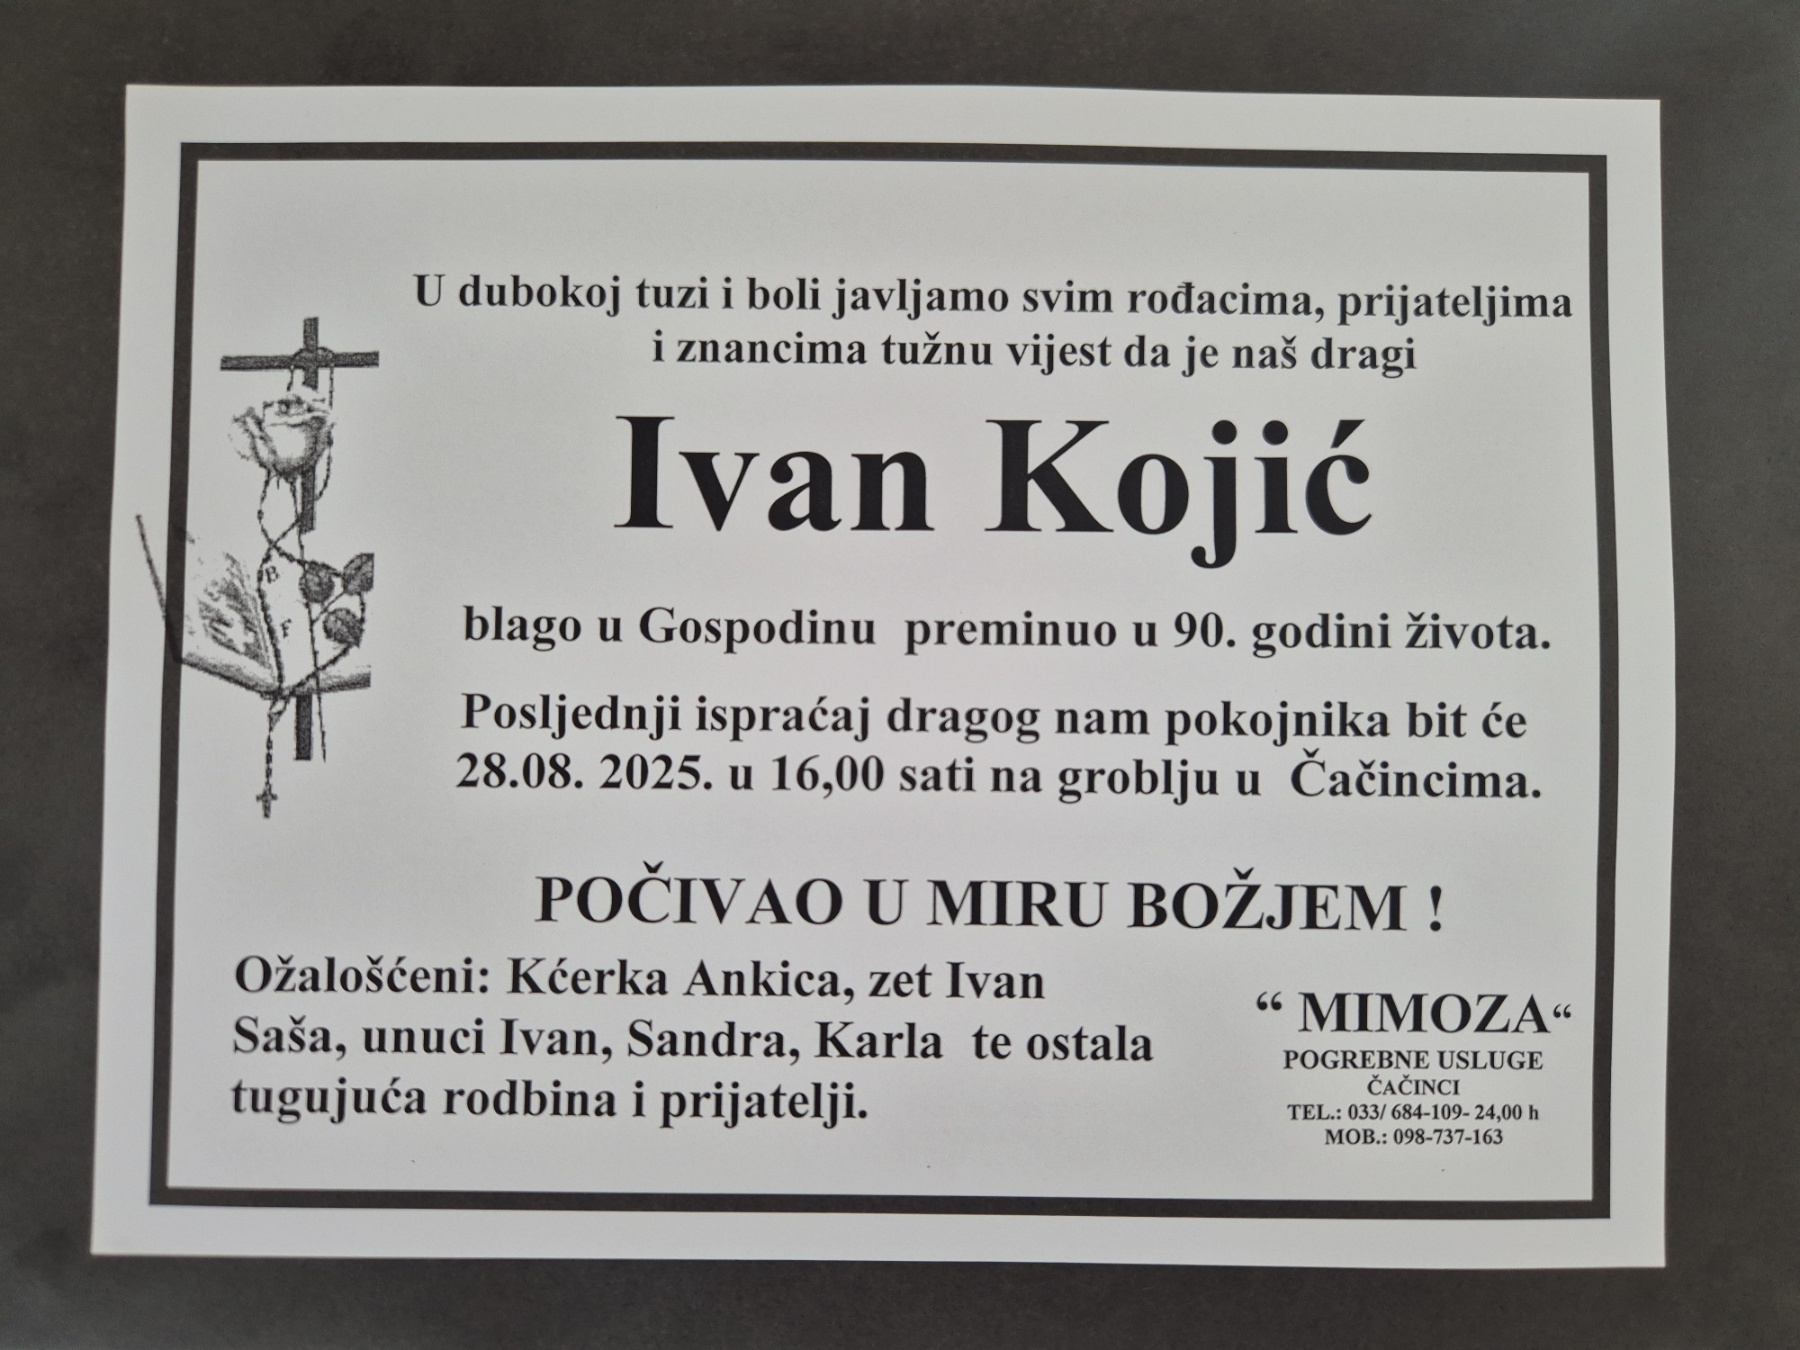 U dubokoj tuzi i boli javljamo svim rođacima, prijateljima
i znancima tužnu vijest da je naš dragi
Ivan Kojić
blago u Gospodinu preminuo u 90. godini života.
Posljednji ispraćaj dragog nam pokojnika bit će
28.08. 2025. u 16,00 sati na groblju u Čačincima.
POČIVAO U MIRU BOŽJEM !
Ožalošćeni: Kćerka Ankica, zet Ivan
Saša, unuci Ivan, Sandra, Karla te ostala
tugujuća rodbina i prijatelji.
“ MIMOZA“
POGREBNE USLUGE
ČAČINCI
TEL.: 033/ 684-109- 24,00 h
MOB.: 098-737-163
B
F